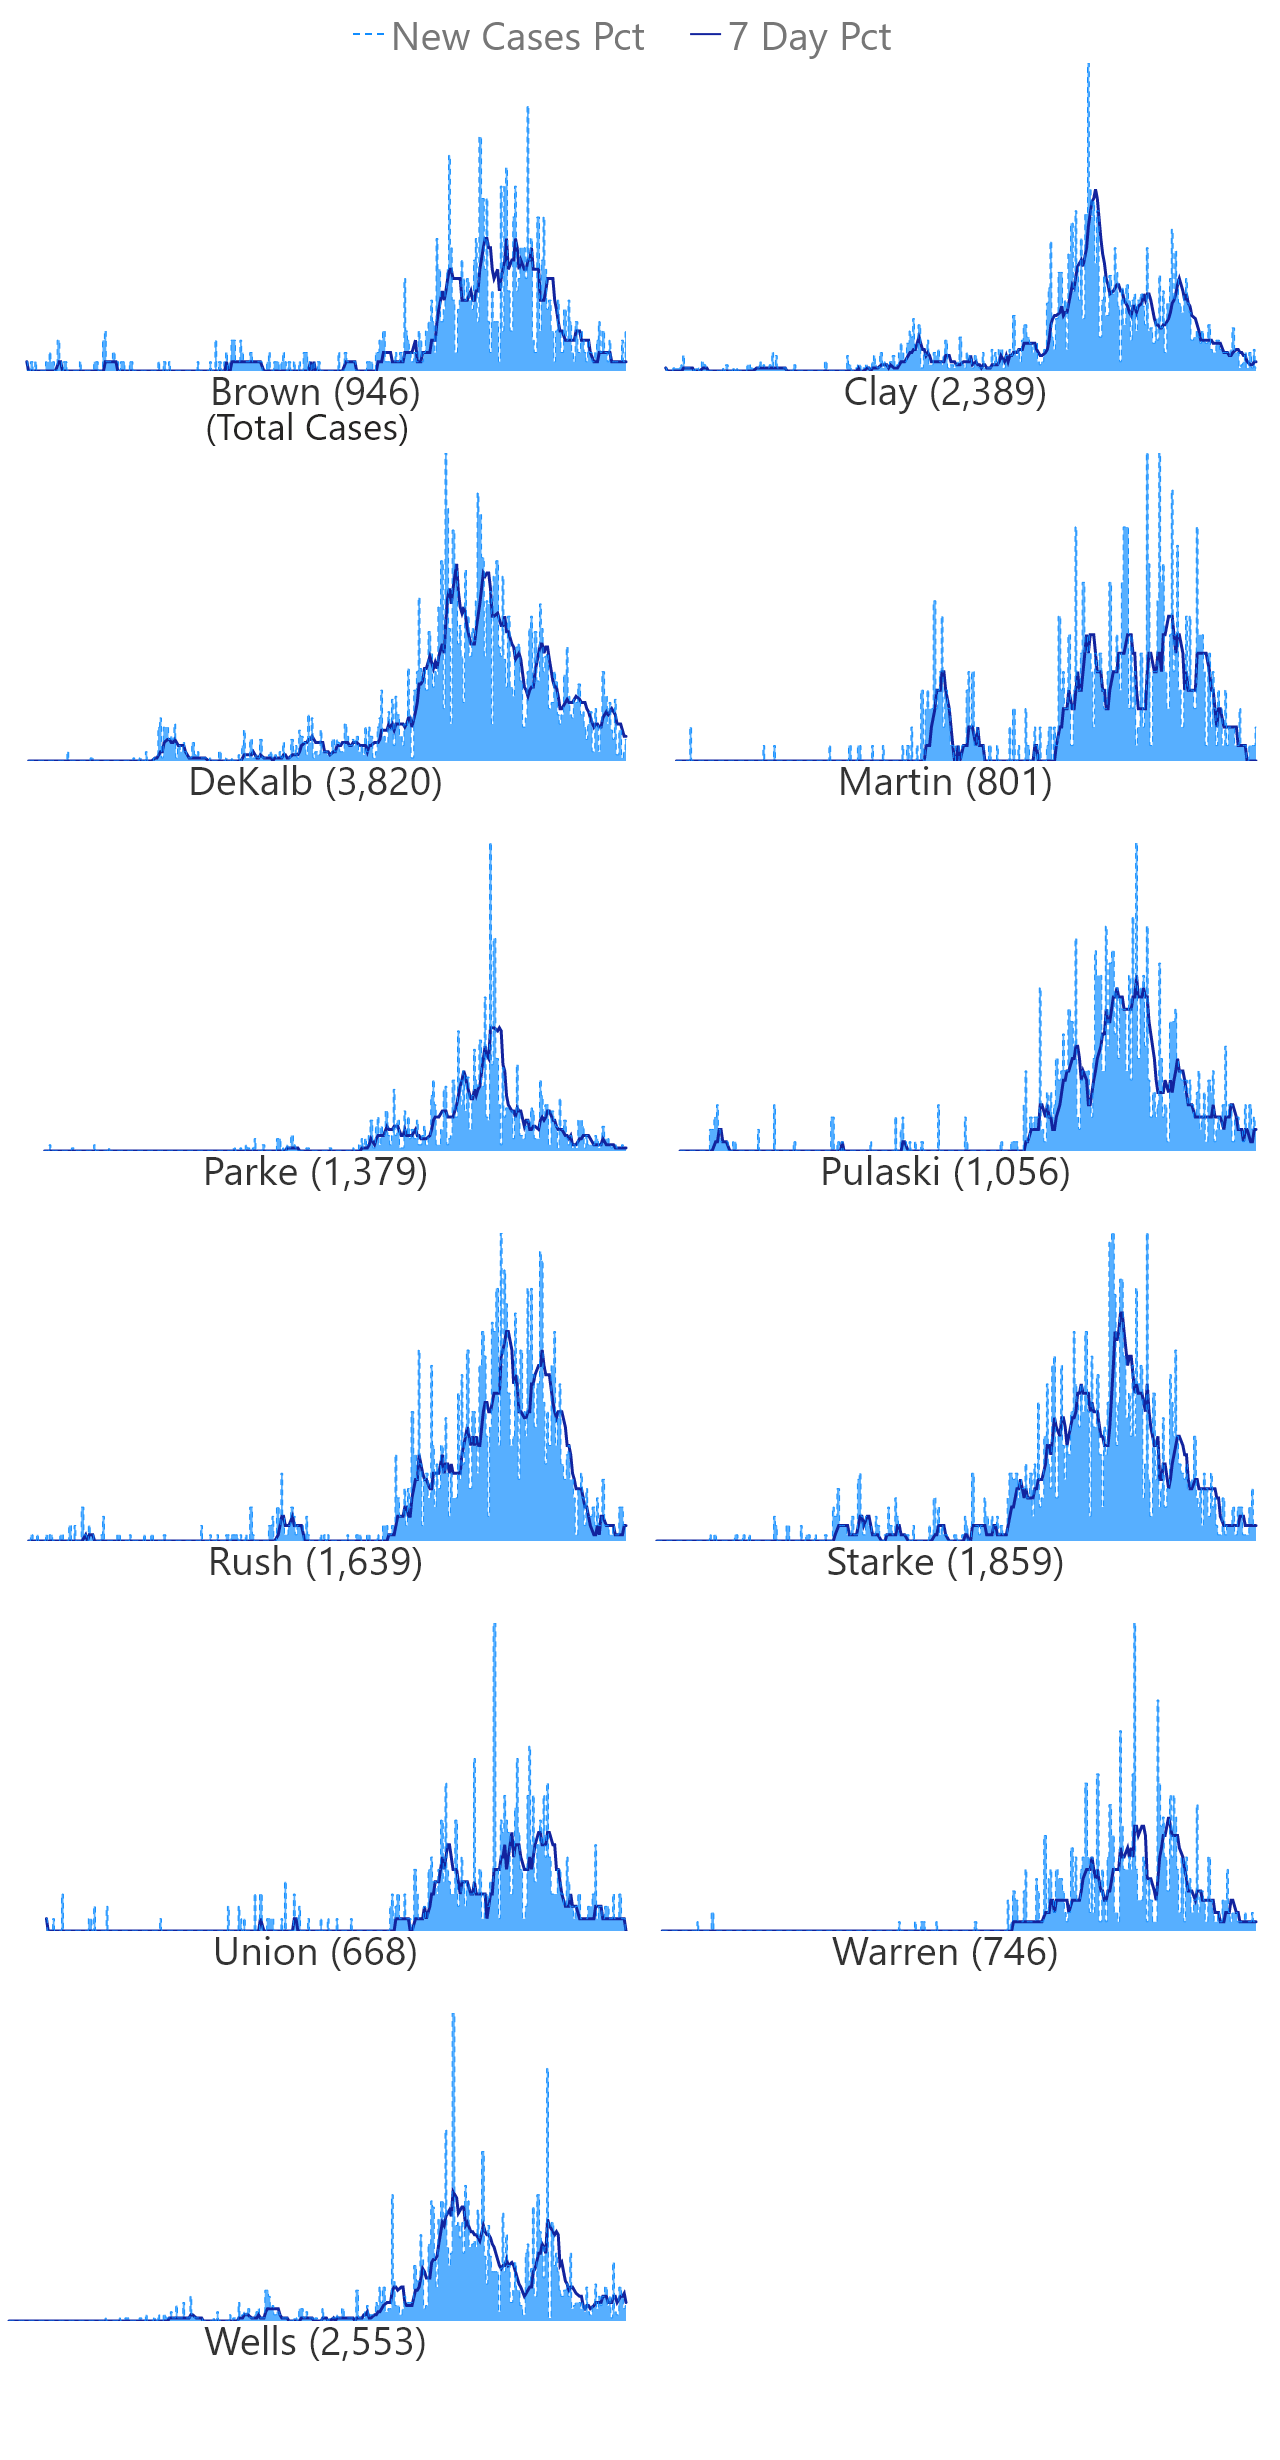 New Cases Pct 7 Day Pct
Brown (946) Clay (2,389)
(Total Cases)
DeKalb (3,820) Martin (801)
Parke (1,379) Pulaski (1,056)
Rush (1,639) Starke (1,859)
Union (668) Warren (746)
Wells (2,553)